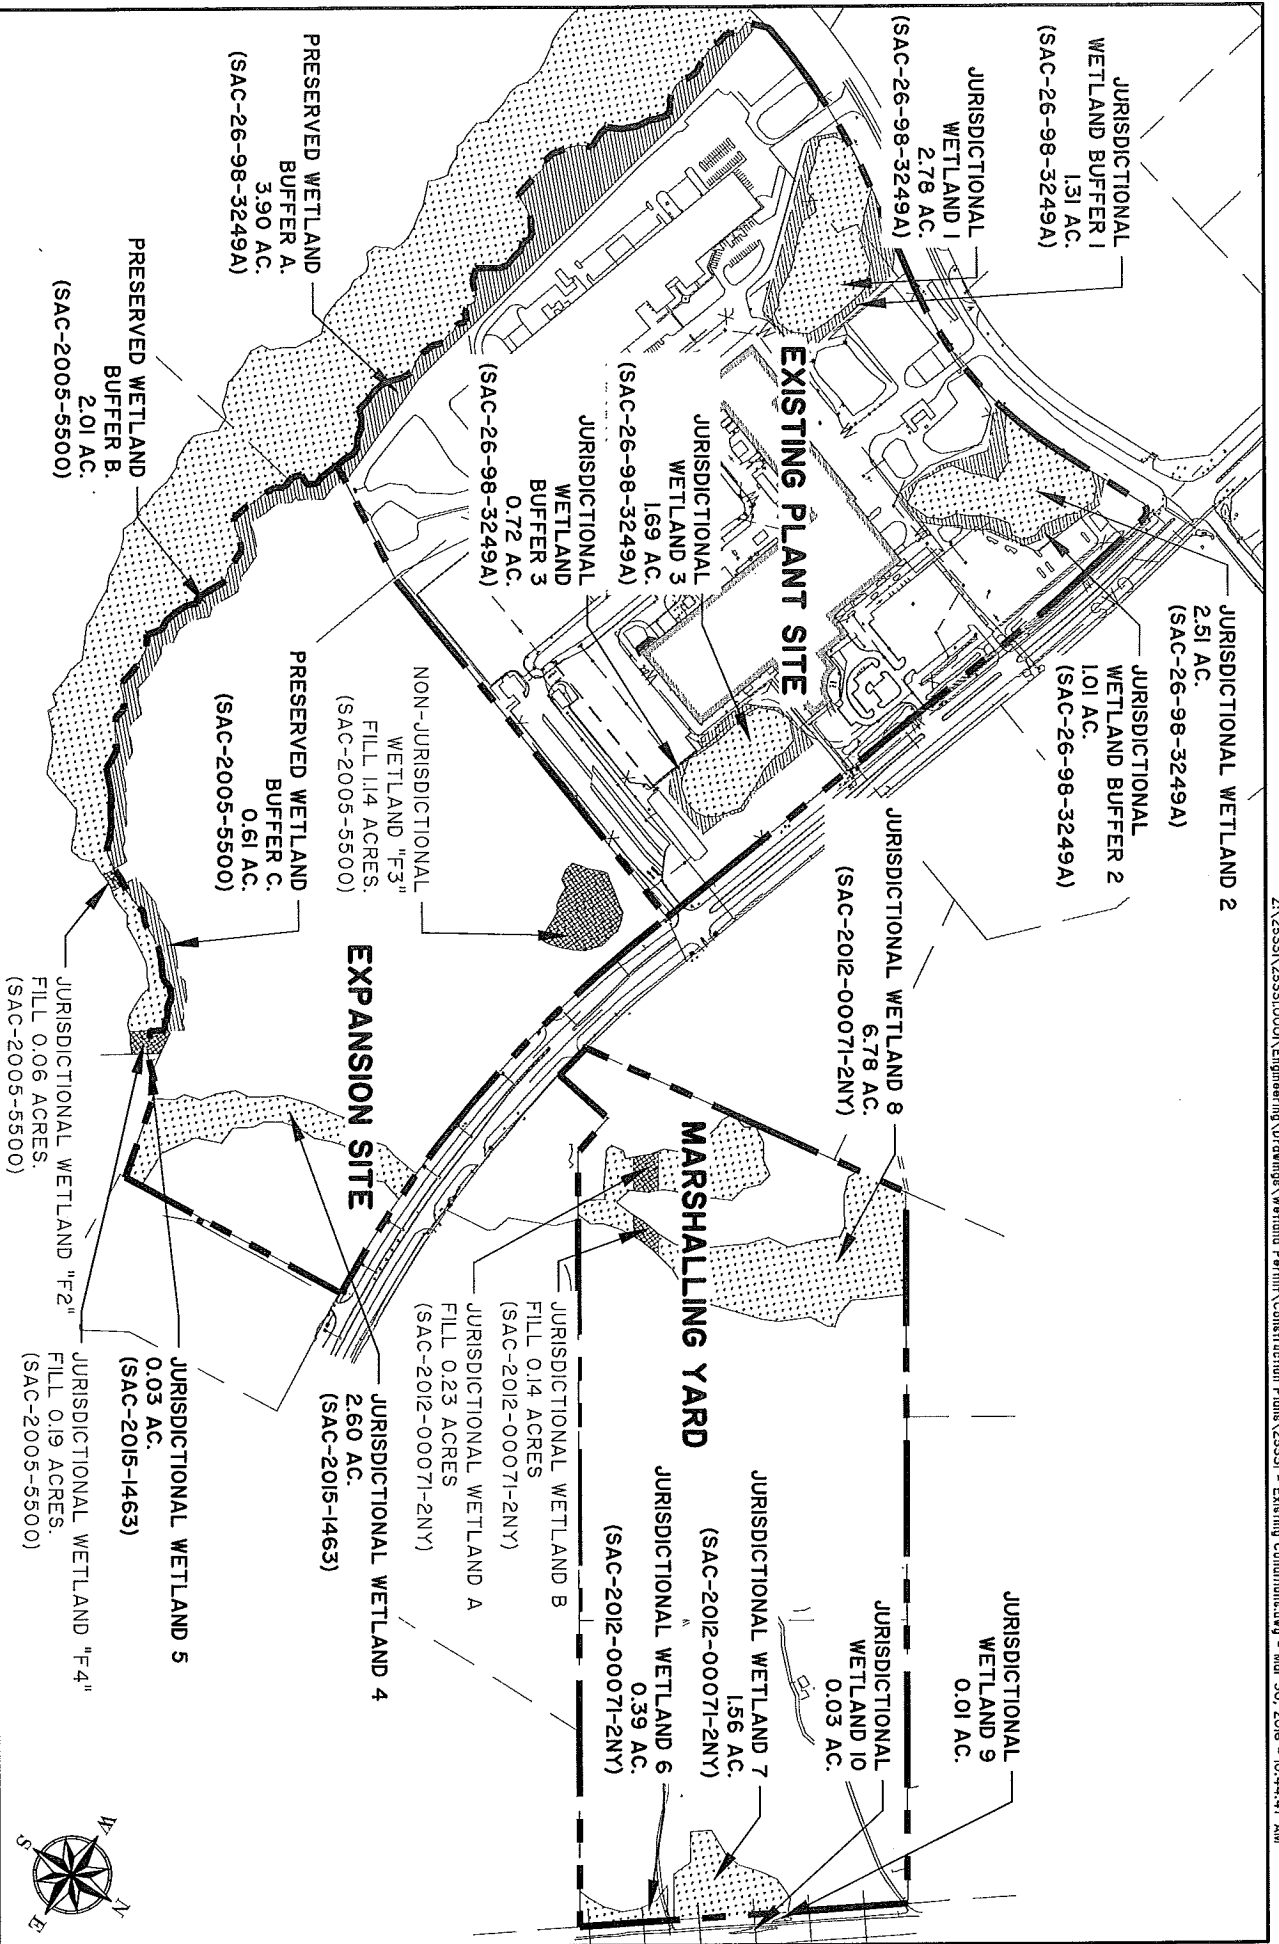 JURISDICTIONAL
WETLAND BUFFER 1
1.31 AC.
(SAC-26-98-3249A)
JURISDICTIONAL
WETLAND 1
2.78 AC.
(SAC-26-98-3249A)
PRESERVED WETLAND
BUFFER A.
3.90 AC.
(SAC-26-98-3249A)
PRESERVED WETLAND
BUFFER B.
2.01 AC.
(SAC-2005-5500)
EXISTING PLANT SITE
JURISDICTIONAL
WETLAND 3
1.69 AC.
(SAC-26-98-3249A)
JURISDICTIONAL
WETLAND
BUFFER 3
0.72 AC.
(SAC-26-98-3249A)
JURISDICTIONAL WETLAND 2
2.51 AC.
(SAC-26-98-3249A)
JURISDICTIONAL
WETLAND BUFFER 2
1.01 AC.
(SAC-26-98-3249A)
NON-JURISDICTIONAL
WETLAND "F3"
FILL 1.14 ACRES.
(SAC-2005-5500)
PRESERVED WETLAND
BUFFER C.
0.61 AC.
(SAC-2005-5500)
JURISDICTIONAL WETLAND 8
6.78 AC.
(SAC-2012-00071-2NY)
EXPANSION SITE
MARSHALLING YARD
JURISDICTIONAL WETLAND "F2"
FILL 0.06 ACRES.
(SAC-2005-5500)
JURISDICTIONAL WETLAND B
FILL 0.14 ACRES
(SAC-2012-00071-2NY)
JURISDICTIONAL WETLAND A
FILL 0.23 ACRES
(SAC-2012-00071-2NY)
JURISDICTIONAL WETLAND 4
2.60 AC.
(SAC-2015-1463)
JURISDICTIONAL WETLAND 5
0.03 AC.
(SAC-2015-1463)
JURISDICTIONAL WETLAND "F4"
FILL 0.19 ACRES.
(SAC-2005-5500)
JURISDICTIONAL
WETLAND 9
0.01 AC.
JURISDICTIONAL
WETLAND 10
0.03 AC.
JURISDICTIONAL WETLAND 7
1.56 AC.
(SAC-2012-00071-2NY)
JURISDICTIONAL WETLAND 6
0.39 AC.
(SAC-2012-00071-2NY)
W
N
S
E